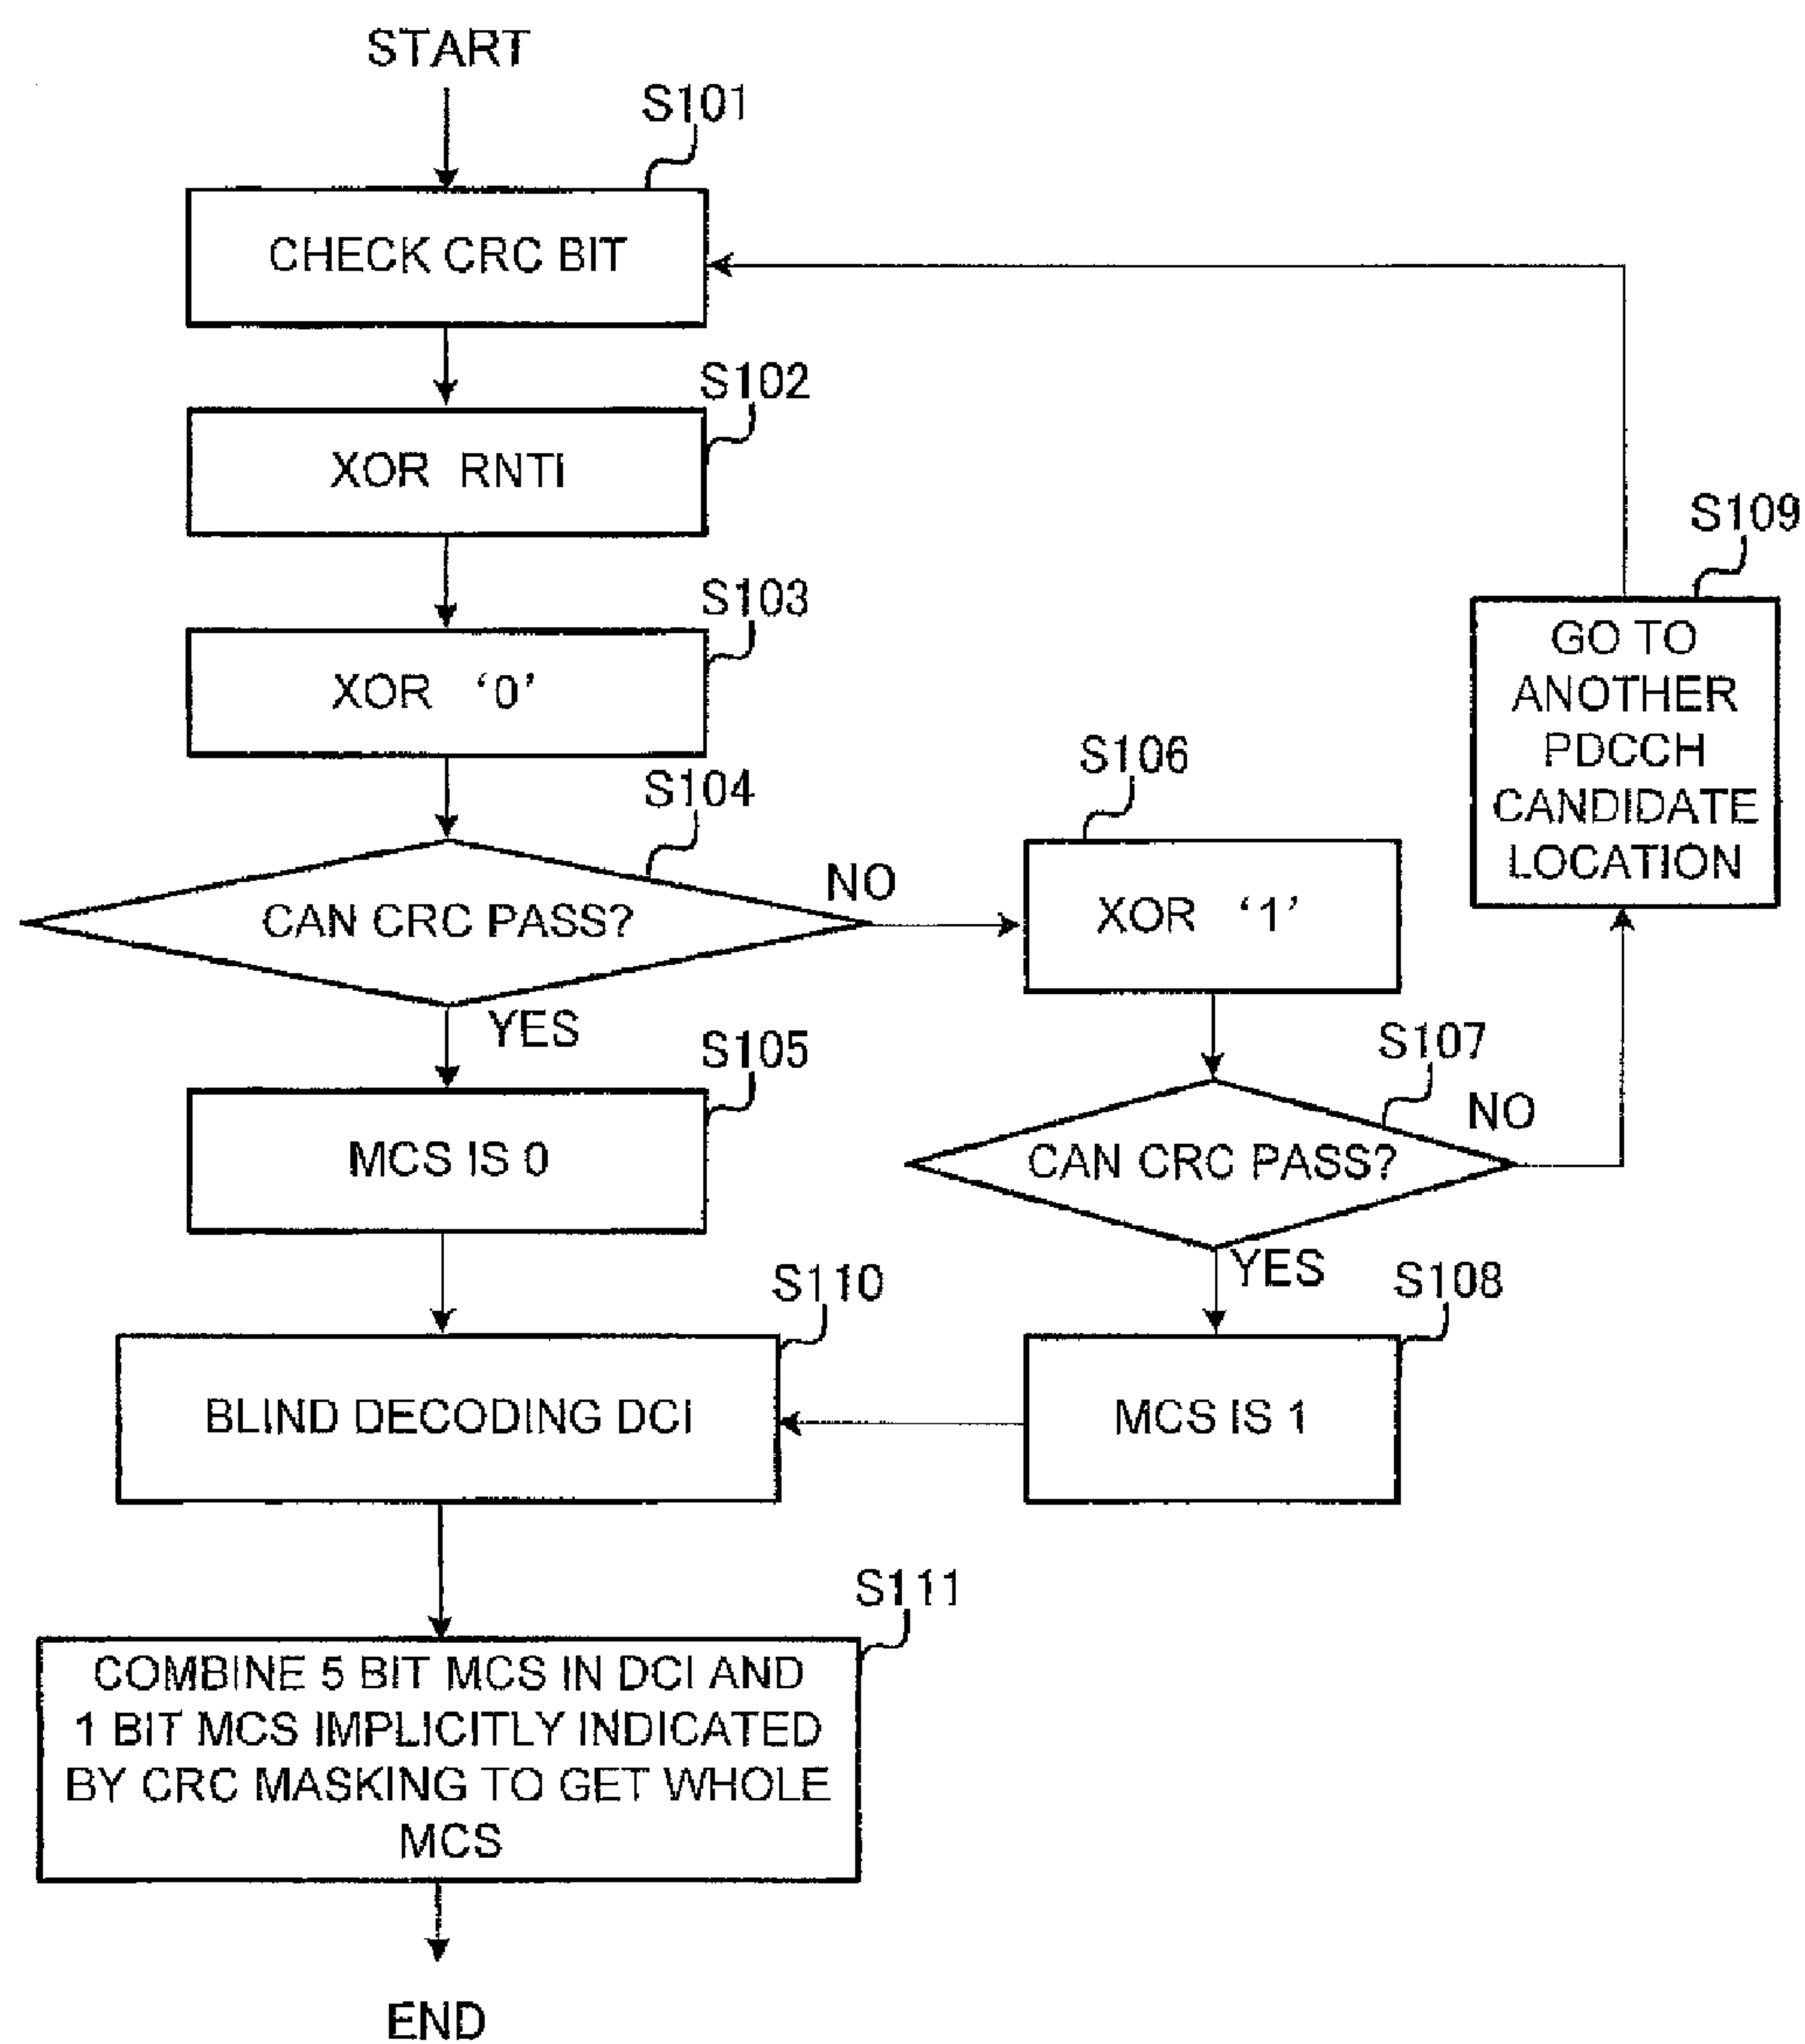 START
S101
CHECK CRC BIT
S102
XOR RNTI
S103
XOR ‘0’
S104
CAN CRC PASS?
NO
YES
S105
MCS IS 0
S106
XOR ‘1’
S107
CAN CRC PASS?
NO
YES
S108
MCS IS 1
S109
GO TO
ANOTHER
PDCCH
CANDIDATE
LOCATION
S110
BLIND DECODING DCI
S111
COMBINE 5 BIT MCS IN DCI AND
1 BIT MCS IMPLICITLY INDICATED
BY CRC MASKING TO GET WHOLE
MCS
END